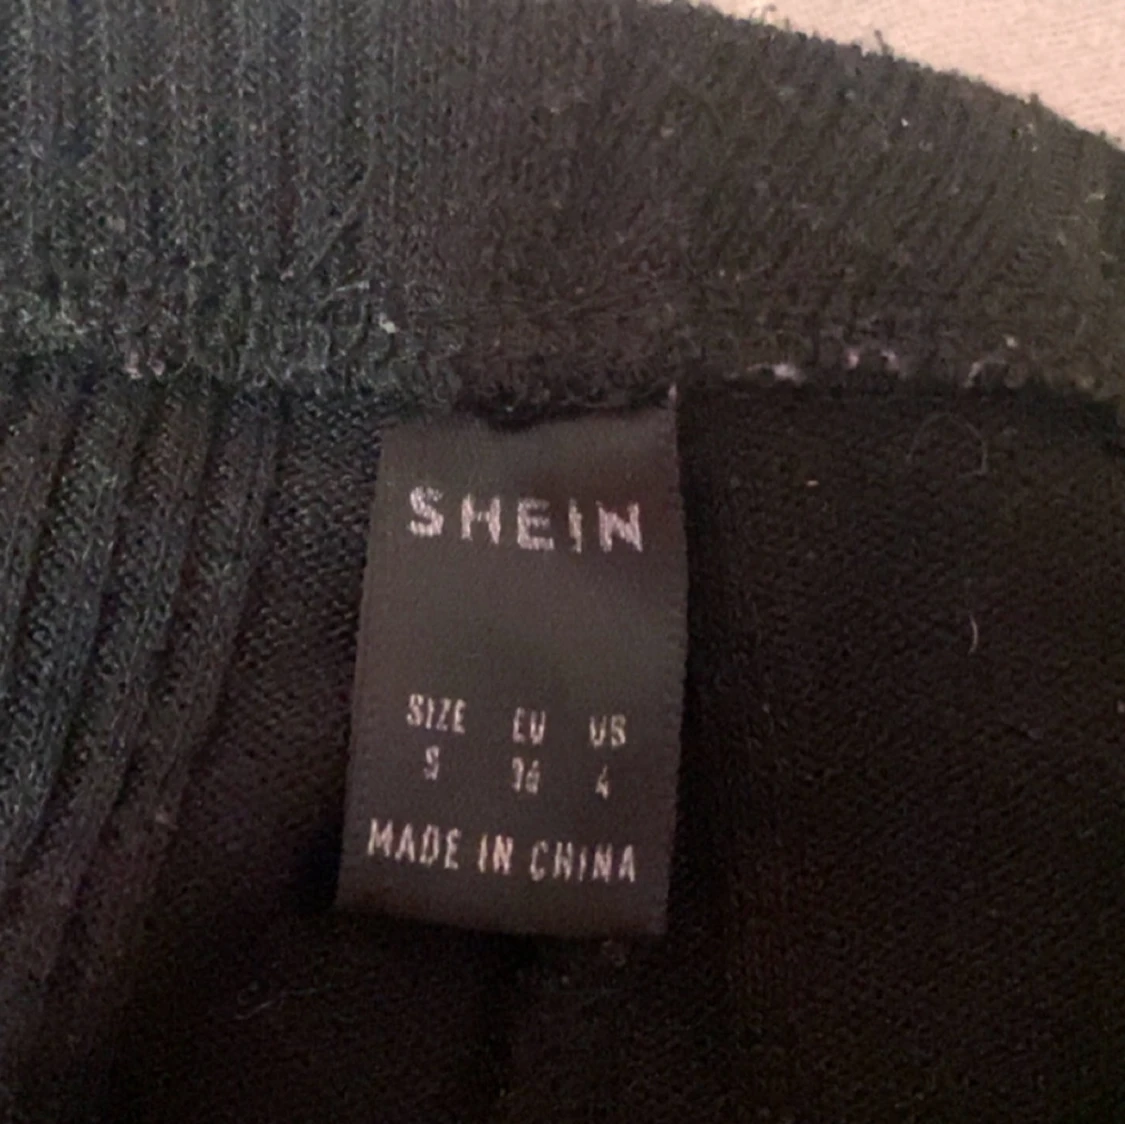 SHEIN
SIZE EU US
S 36 4
MADE IN CHINA